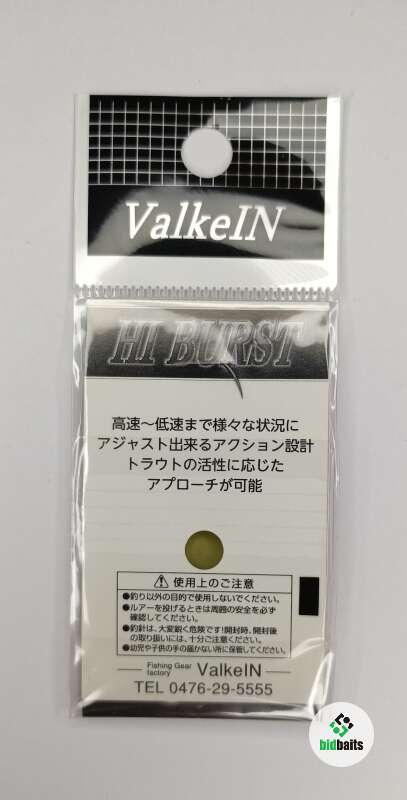 ValkeIN
HI BURST
高速～低速まで様々な状況に
アジャスト出来るアクション設計
トラウトの活性に応じた
アプローチが可能
⚠ 使用上のご注意
●釣り以外の目的で使用しないでください。
●ルアーを投げるときは周囲の安全を必ず
確認してください。
●釣針は、大変鋭く危険です!開封時、開封後
の取り扱いには、十分ご注意ください。
●幼児や子供の手の届かない所に保管してください。
Fishing Gear
factory ValkeIN
TEL 0476-29-5555
bidbaits